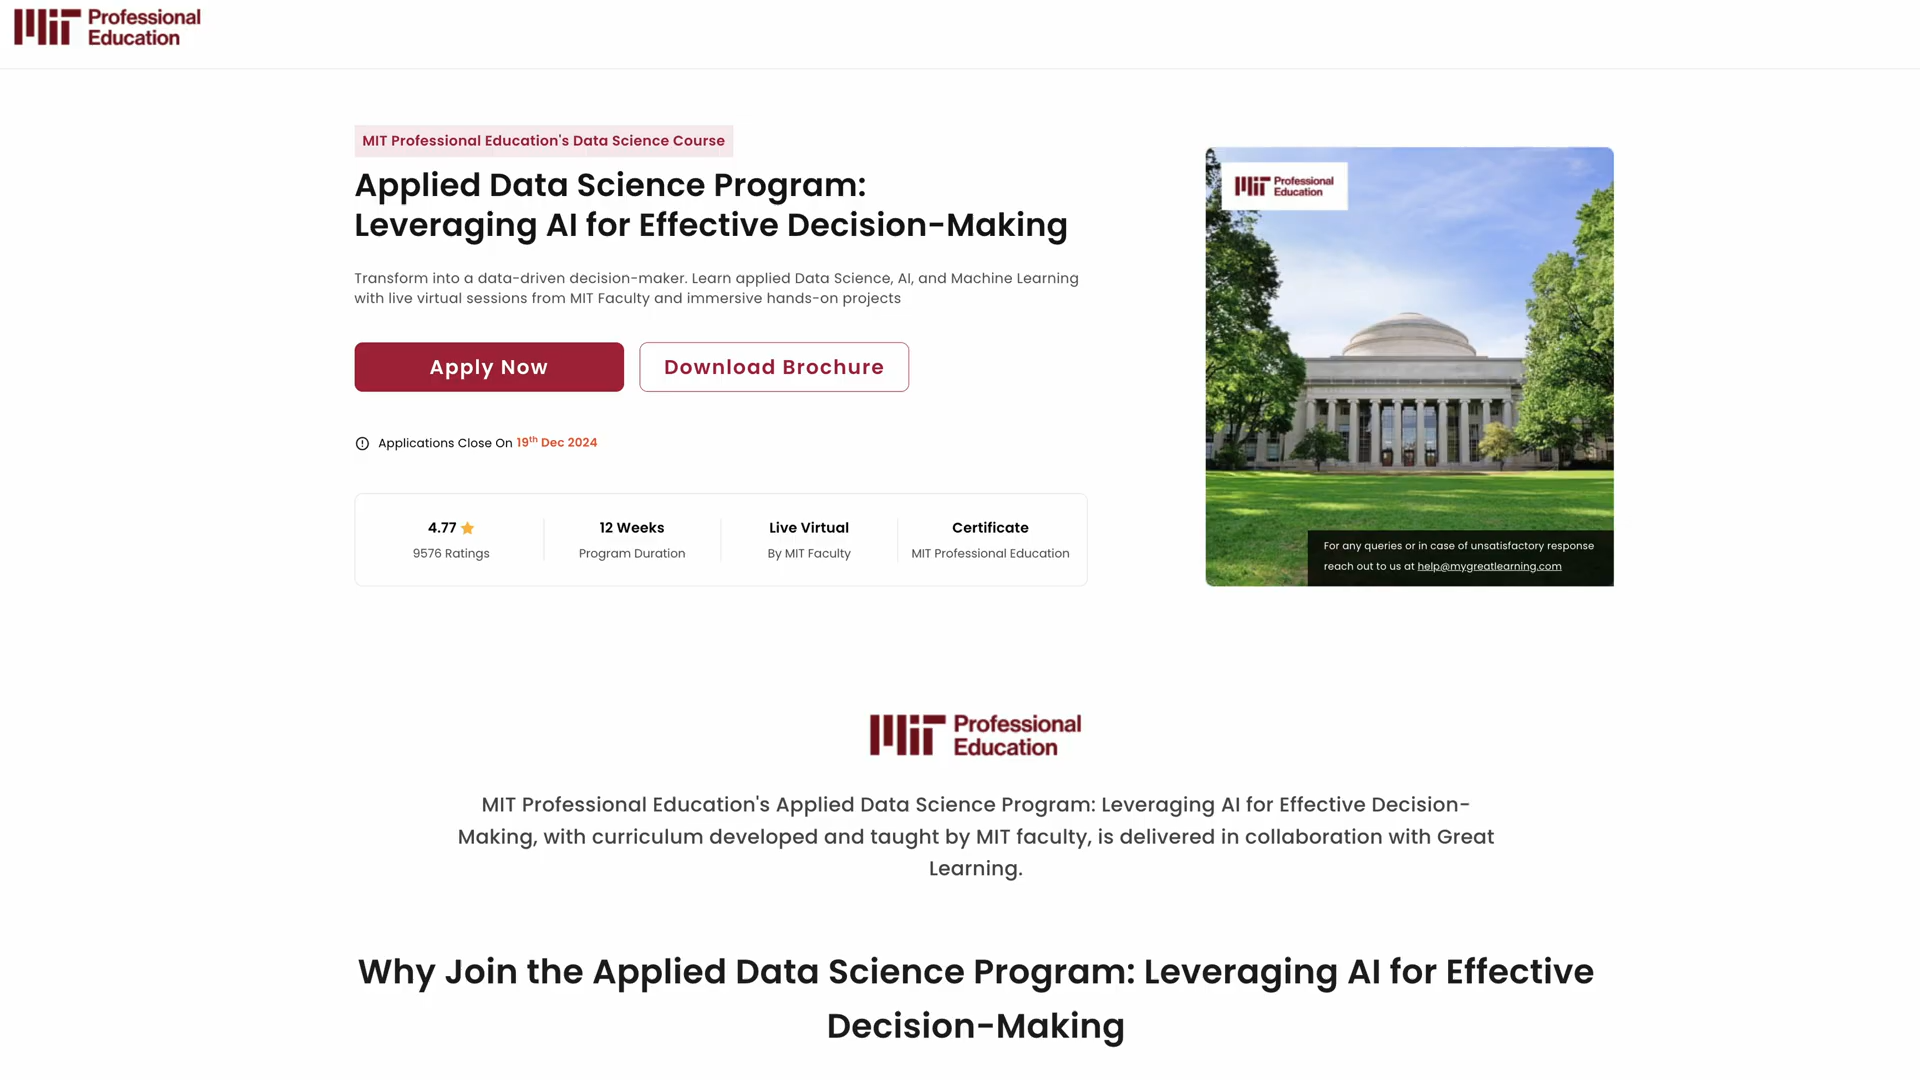 MIT Professional
Education
MIT Professional Education's Data Science Course
Applied Data Science Program:
Leveraging AI for Effective Decision-Making
Transform into a data-driven decision-maker. Learn applied Data Science, AI, and Machine Learning
with live virtual sessions from MIT Faculty and immersive hands-on projects
Apply Now
Download Brochure
Applications Close On 19th Dec 2024
4.77
9576 Ratings
12 Weeks
Program Duration
Live Virtual
By MIT Faculty
Certificate
MIT Professional Education
MIT Professional
Education
For any queries or in case of unsatisfactory response
reach out to us at help@mygreatlearning.com
MIT Professional
Education
MIT Professional Education's Applied Data Science Program: Leveraging AI for Effective Decision-
Making, with curriculum developed and taught by MIT faculty, is delivered in collaboration with Great
Learning.
Why Join the Applied Data Science Program: Leveraging AI for Effective
Decision-Making